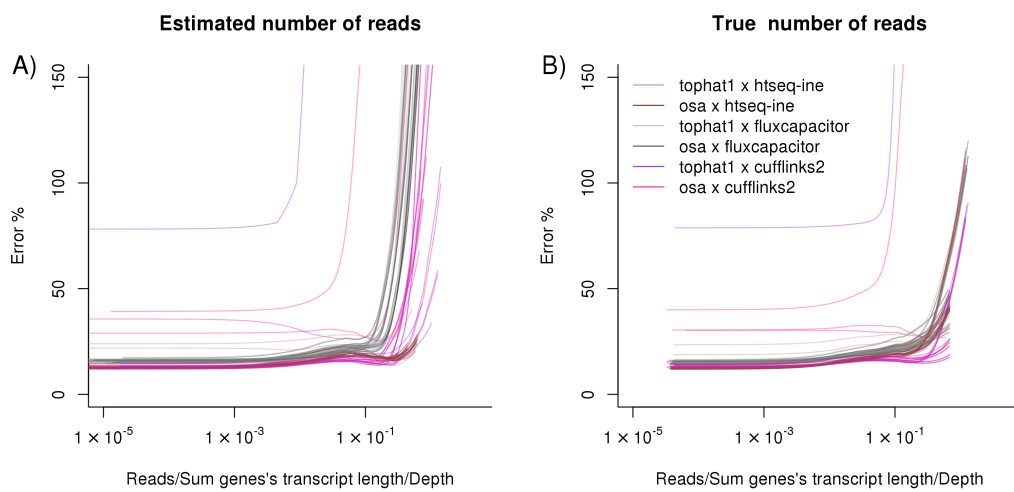 Estimated number of reads
A)
150
100
50
0
Error %
1 × 10⁻⁵
1 × 10⁻³
1 × 10⁻¹
Reads/Sum genes's transcript length/Depth
True  number of reads
B)
150
100
50
0
Error %
tophat1 x htseq-ine
osa x htseq-ine
tophat1 x fluxcapacitor
osa x fluxcapacitor
tophat1 x cufflinks2
osa x cufflinks2
1 × 10⁻⁵
1 × 10⁻³
1 × 10⁻¹
Reads/Sum genes's transcript length/Depth